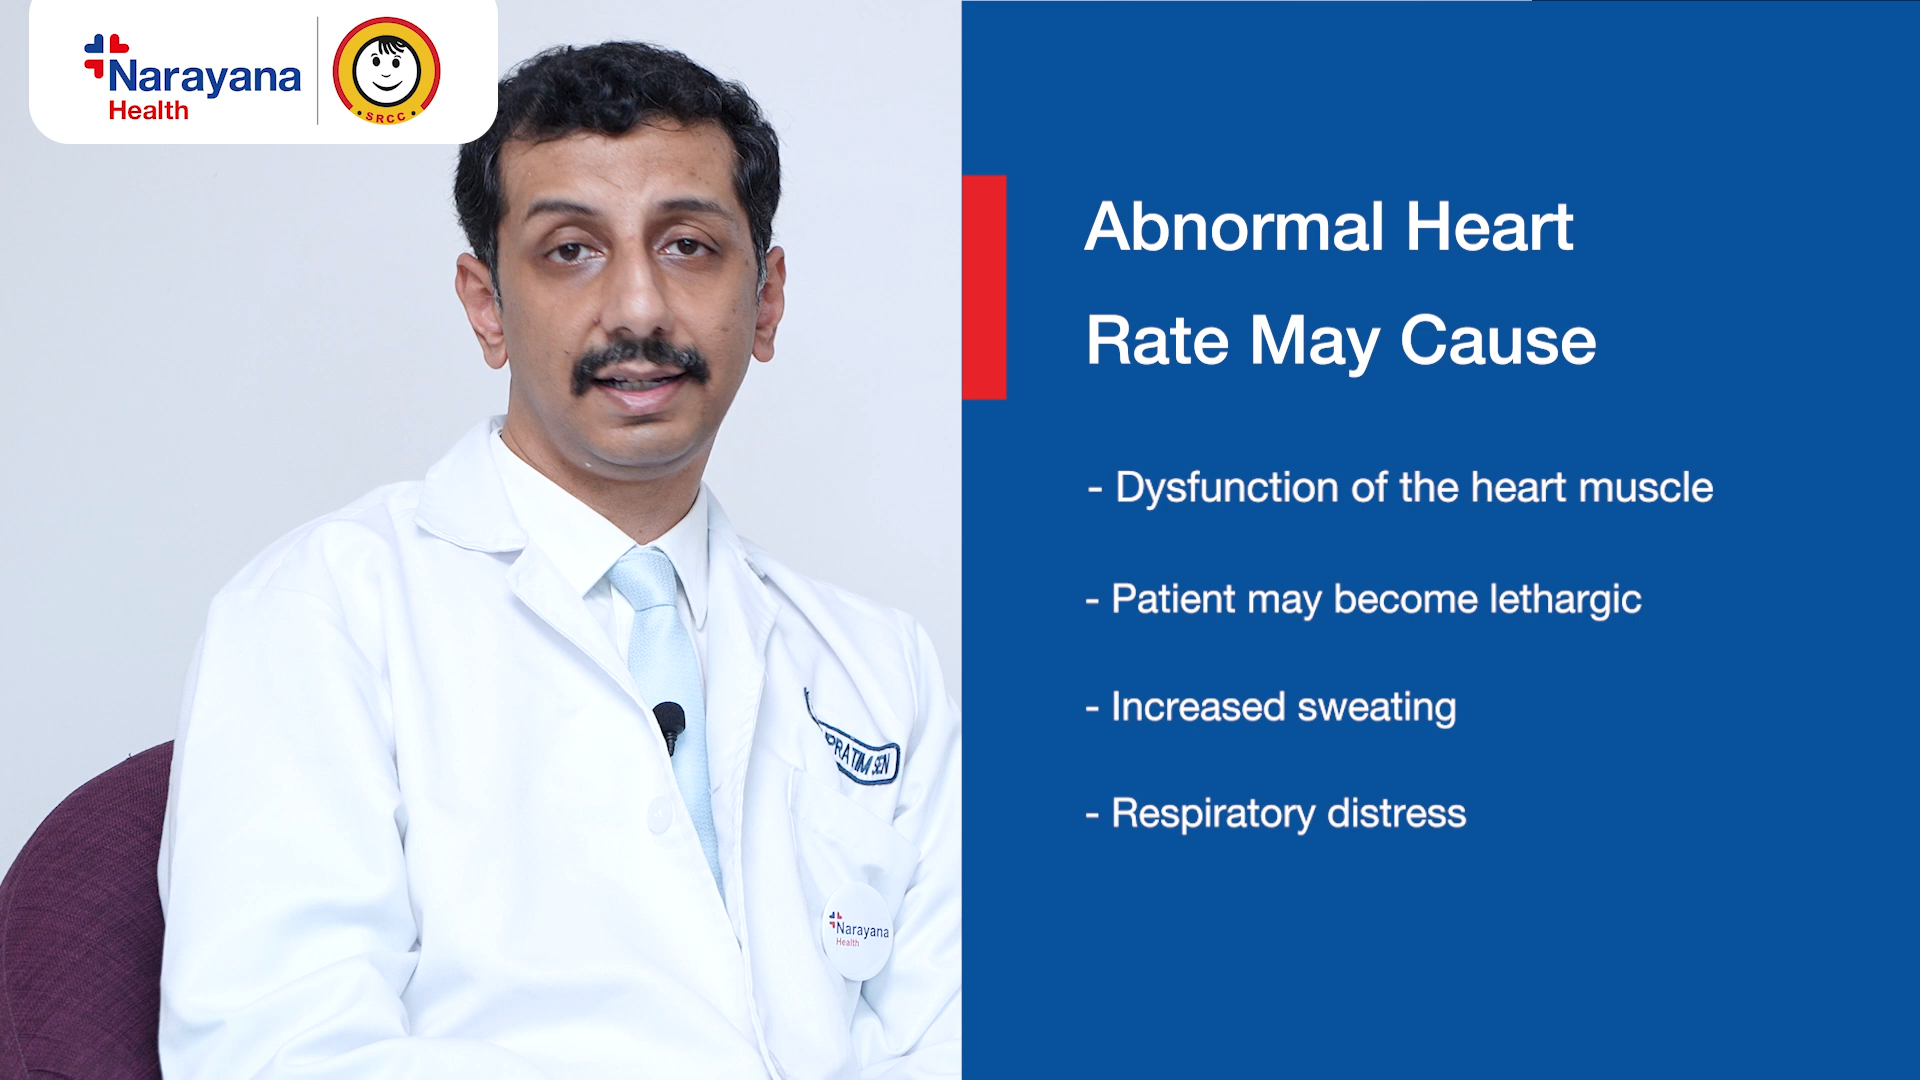 Narayana
Health
SRCC
Abnormal Heart
Rate May Cause
- Dysfunction of the heart muscle
- Patient may become lethargic
- Increased sweating
- Respiratory distress
PRATIM SEN
Narayana
Health